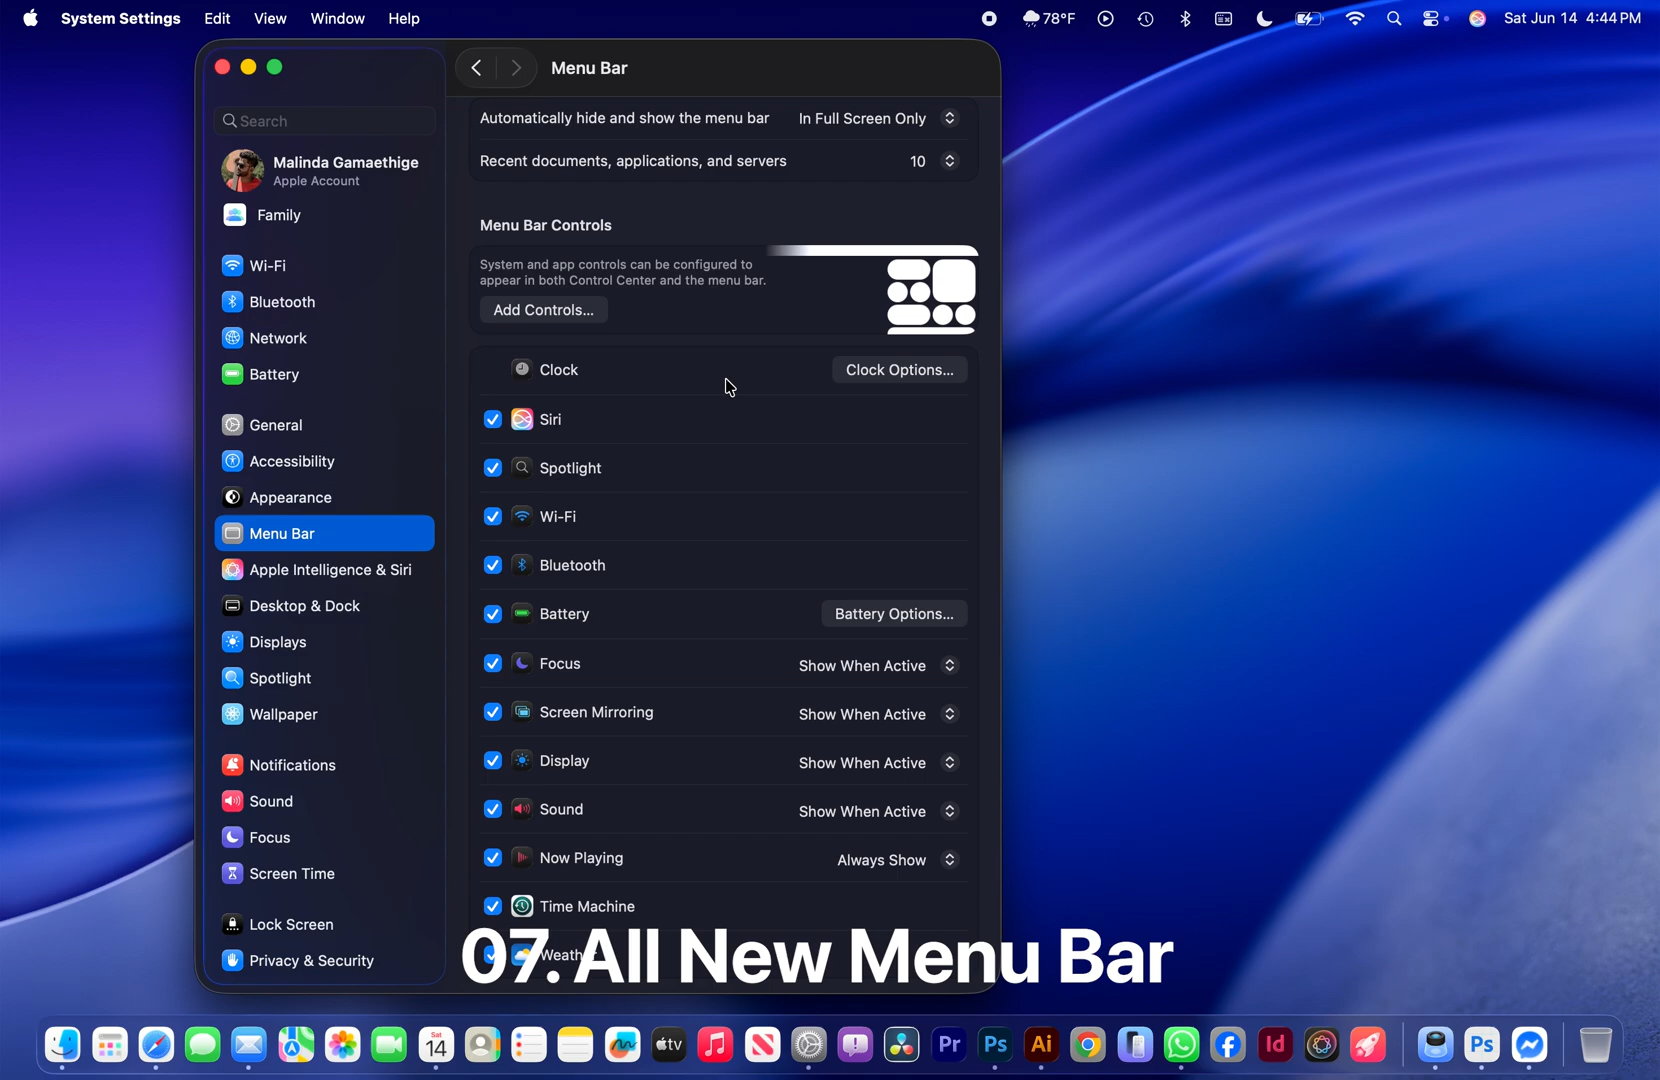 System Settings Edit View Window Help 78°F Sat Jun 14 4:44 PM
Menu Bar
Search
Malinda Gamaethige
Apple Account
Family
Wi-Fi
Bluetooth
Network
Battery
General
Accessibility
Appearance
Menu Bar
Apple Intelligence & Siri
Desktop & Dock
Displays
Spotlight
Wallpaper
Notifications
Sound
Focus
Screen Time
Lock Screen
Privacy & Security
Automatically hide and show the menu bar In Full Screen Only
Recent documents, applications, and servers 10
Menu Bar Controls
System and app controls can be configured to
appear in both Control Center and the menu bar.
Add Controls...
Clock Clock Options...
Siri
Spotlight
Wi-Fi
Bluetooth
Battery Battery Options...
Focus Show When Active
Screen Mirroring Show When Active
Display Show When Active
Sound Show When Active
Now Playing Always Show
Time Machine
Weath
07. All New Menu Bar
Sat
14
tv
Pr
Ps
Ai
Id
Ps